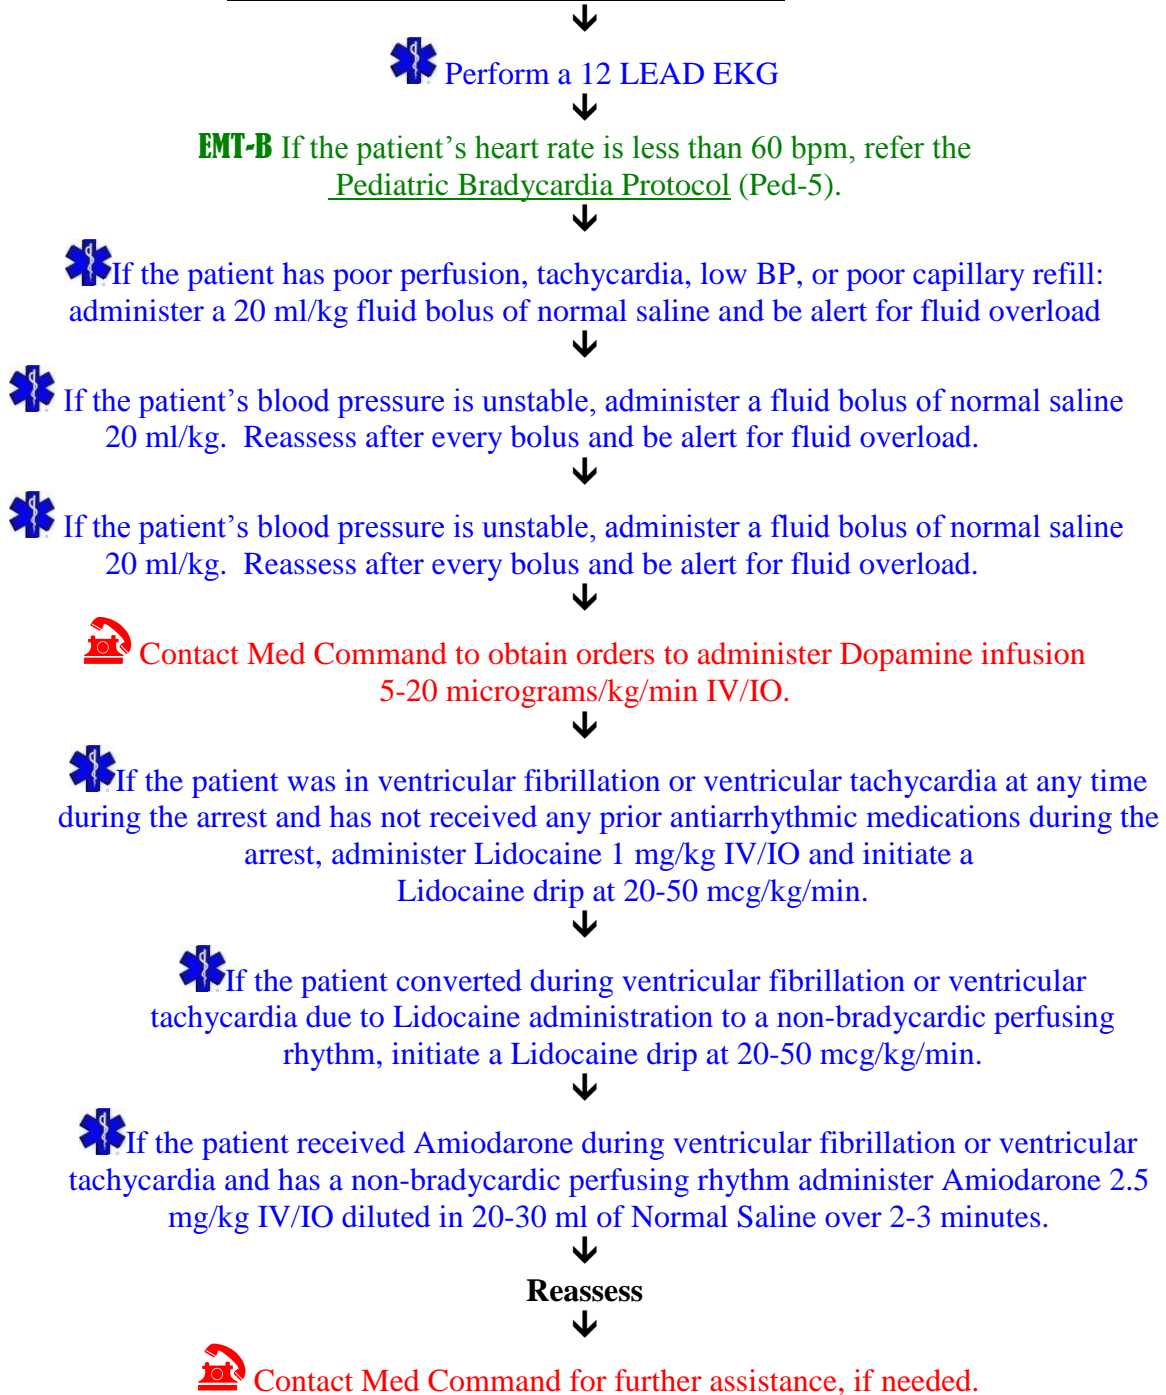 Perform a 12 LEAD EKG
EMT-B If the patient’s heart rate is less than 60 bpm, refer the
Pediatric Bradycardia Protocol (Ped-5).
If the patient has poor perfusion, tachycardia, low BP, or poor capillary refill:
administer a 20 ml/kg fluid bolus of normal saline and be alert for fluid overload
If the patient’s blood pressure is unstable, administer a fluid bolus of normal saline
20 ml/kg.  Reassess after every bolus and be alert for fluid overload.
If the patient’s blood pressure is unstable, administer a fluid bolus of normal saline
20 ml/kg.  Reassess after every bolus and be alert for fluid overload.
Contact Med Command to obtain orders to administer Dopamine infusion
5-20 micrograms/kg/min IV/IO.
If the patient was in ventricular fibrillation or ventricular tachycardia at any time
during the arrest and has not received any prior antiarrhythmic medications during the
arrest, administer Lidocaine 1 mg/kg IV/IO and initiate a
Lidocaine drip at 20-50 mcg/kg/min.
If the patient converted during ventricular fibrillation or ventricular
tachycardia due to Lidocaine administration to a non-bradycardic perfusing
rhythm, initiate a Lidocaine drip at 20-50 mcg/kg/min.
If the patient received Amiodarone during ventricular fibrillation or ventricular
tachycardia and has a non-bradycardic perfusing rhythm administer Amiodarone 2.5
mg/kg IV/IO diluted in 20-30 ml of Normal Saline over 2-3 minutes.
Reassess
Contact Med Command for further assistance, if needed.